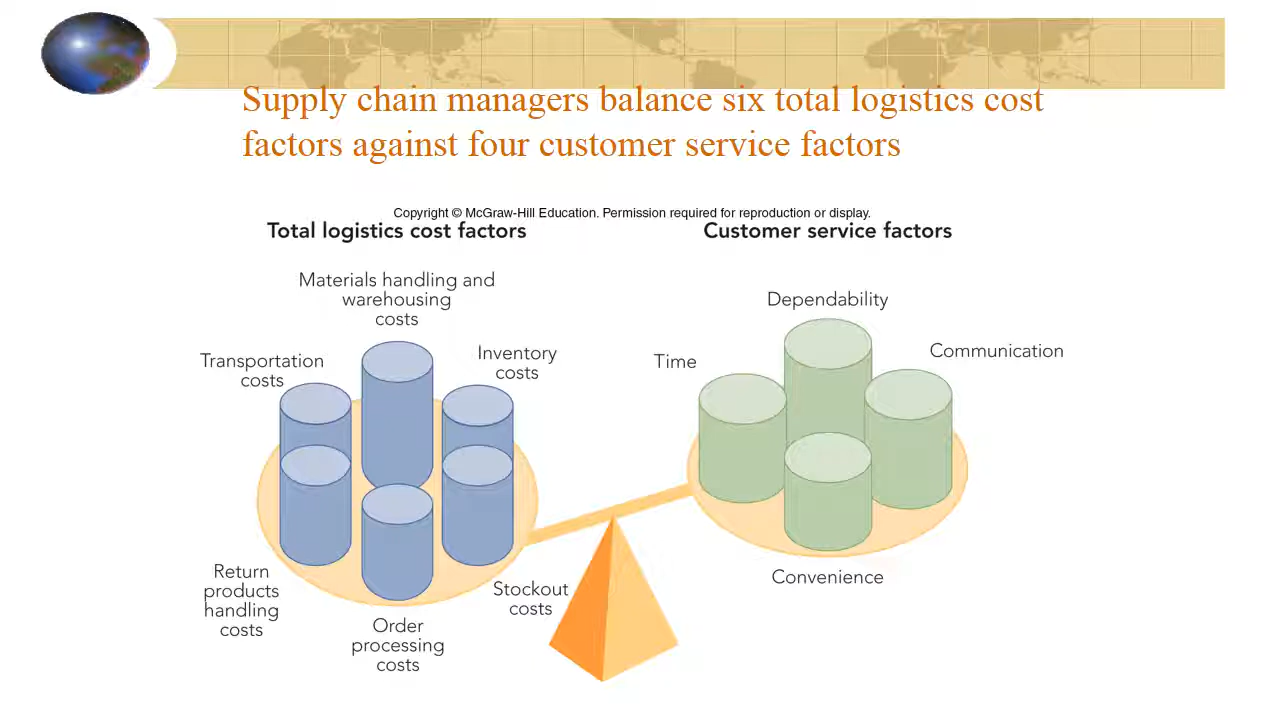 Supply chain managers balance six total logistics cost
factors against four customer service factors
Copyright © McGraw-Hill Education. Permission required for reproduction or display.
Total logistics cost factors
Materials handling and
warehousing
costs
Transportation
costs
Inventory
costs
Return
products
handling
costs
Order
processing
costs
Stockout
costs
Customer service factors
Dependability
Time
Communication
Convenience